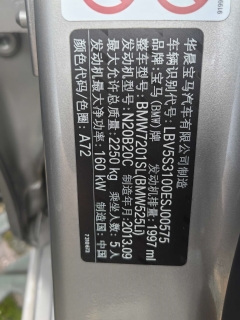 华晨宝马汽车有限公司制造
车辆识别代号: LBV5S3100ESJ00575
品牌: 宝马(BMW)牌 发动机排量: 1997 ml
整车型号: BMW7201SL(BMW525Li)
发动机型号: N20B20C 制造年月: 2013.09
最大允许总质量: 2250 kg 乘坐人数: 5 人
发动机最大净功率: 160 kW 制造国: 中国
颜色代码/色圈: A72